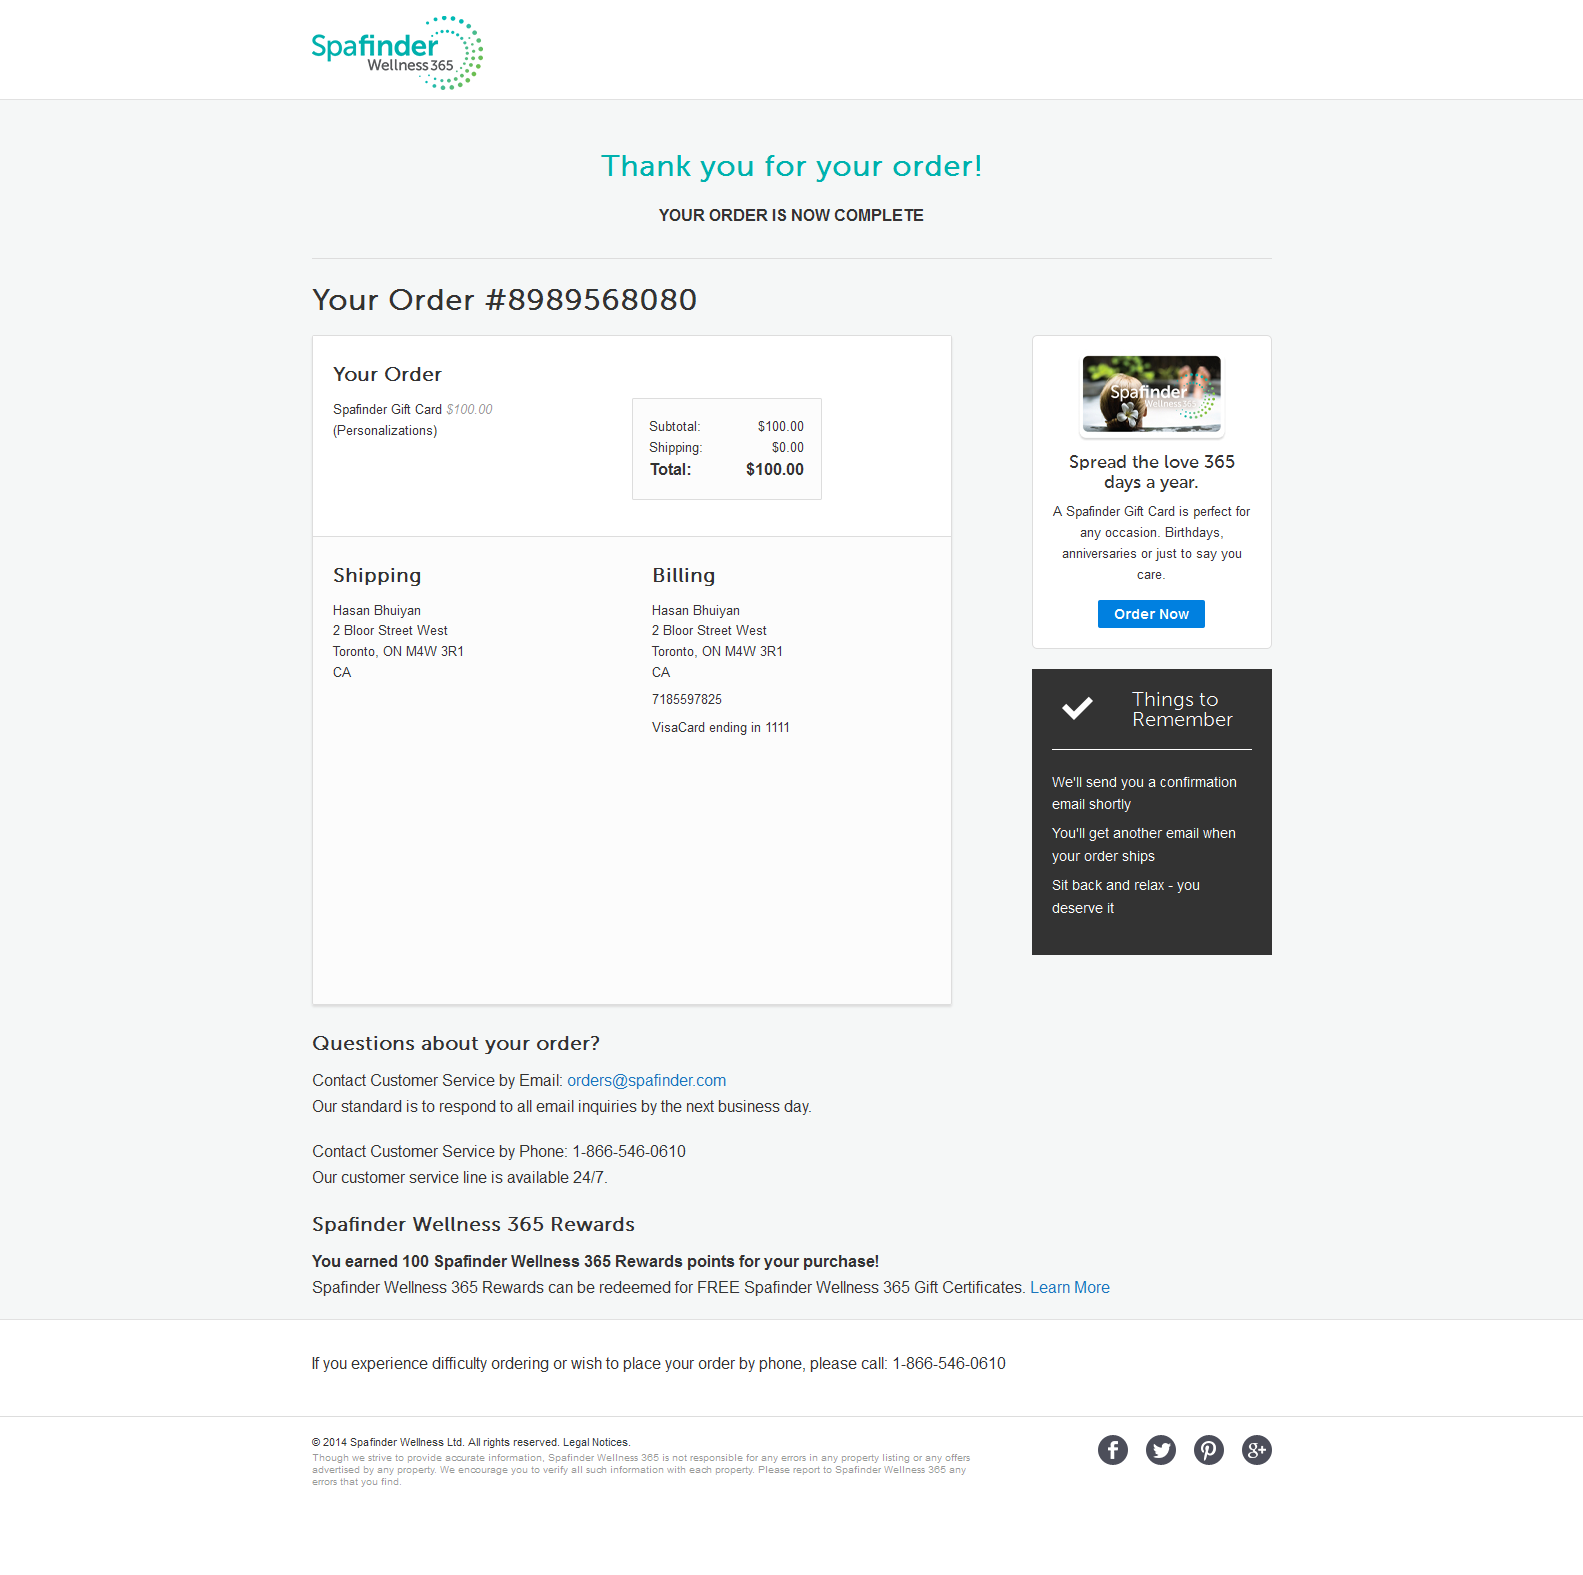 Spafinder
Wellness 365
Thank you for your order!
YOUR ORDER IS NOW COMPLETE
Your Order #8989568080
Your Order
Spafinder Gift Card $100.00
(Personalizations)
Subtotal: $100.00
Shipping: $0.00
Total: $100.00
Shipping
Hasan Bhuiyan
2 Bloor Street West
Toronto, ON M4W 3R1
CA
Billing
Hasan Bhuiyan
2 Bloor Street West
Toronto, ON M4W 3R1
CA
7185597825
VisaCard ending in 1111
Spafinder
Wellness 365
Spread the love 365
days a year.
A Spafinder Gift Card is perfect for
any occasion. Birthdays,
anniversaries or just to say you
care.
Order Now
Things to
Remember
We'll send you a confirmation
email shortly
You'll get another email when
your order ships
Sit back and relax - you
deserve it
Questions about your order?
Contact Customer Service by Email: orders@spafinder.com
Our standard is to respond to all email inquiries by the next business day.
Contact Customer Service by Phone: 1-866-546-0610
Our customer service line is available 24/7.
Spafinder Wellness 365 Rewards
You earned 100 Spafinder Wellness 365 Rewards points for your purchase!
Spafinder Wellness 365 Rewards can be redeemed for FREE Spafinder Wellness 365 Gift Certificates. Learn More
If you experience difficulty ordering or wish to place your order by phone, please call: 1-866-546-0610
© 2014 Spafinder Wellness Ltd. All rights reserved. Legal Notices.
Though we strive to provide accurate information, Spafinder Wellness 365 is not responsible for any errors in any property listing or any offers
advertised by any property. We encourage you to verify all such information with each property. Please report to Spafinder Wellness 365 any
errors that you find.